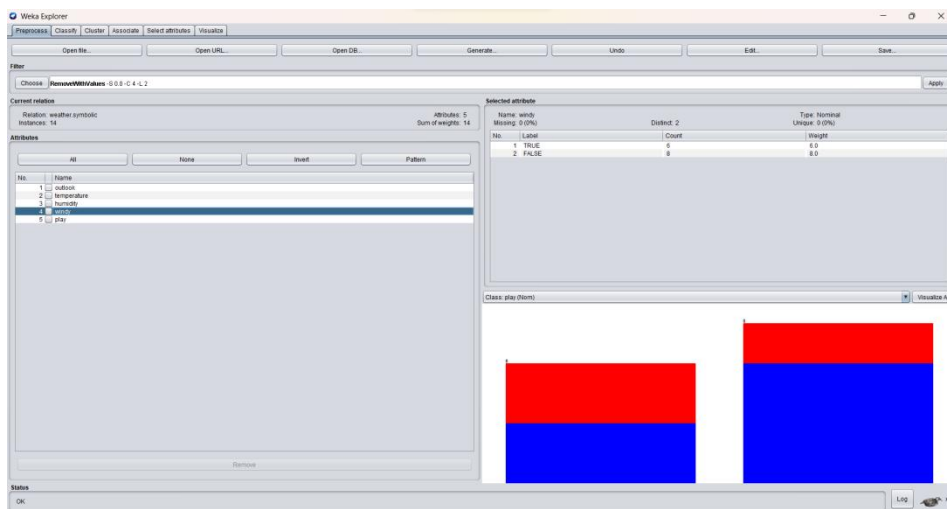 Weka Explorer
Preprocess Classify Cluster Associate Select attributes Visualize
Open file... Open URL... Open DB... Generate... Undo Edit... Save...
Filter
Choose RemoveWithValues -S 0.0 -C 4 -L 2 Apply
Current relation
Relation: weather.symbolic Attributes: 5
Instances: 14 Sum of weights: 14
Attributes
All None Invert Pattern
No. Name
1 outlook
2 temperature
3 humidity
4 windy
5 play
Remove
Selected attribute
Name: windy Type: Nominal
Missing: 0 (0%) Distinct: 2 Unique: 0 (0%)
No. Label Count Weight
1 TRUE 6 6.0
2 FALSE 8 8.0
Class: play (Nom) Visualize A
Status
OK Log